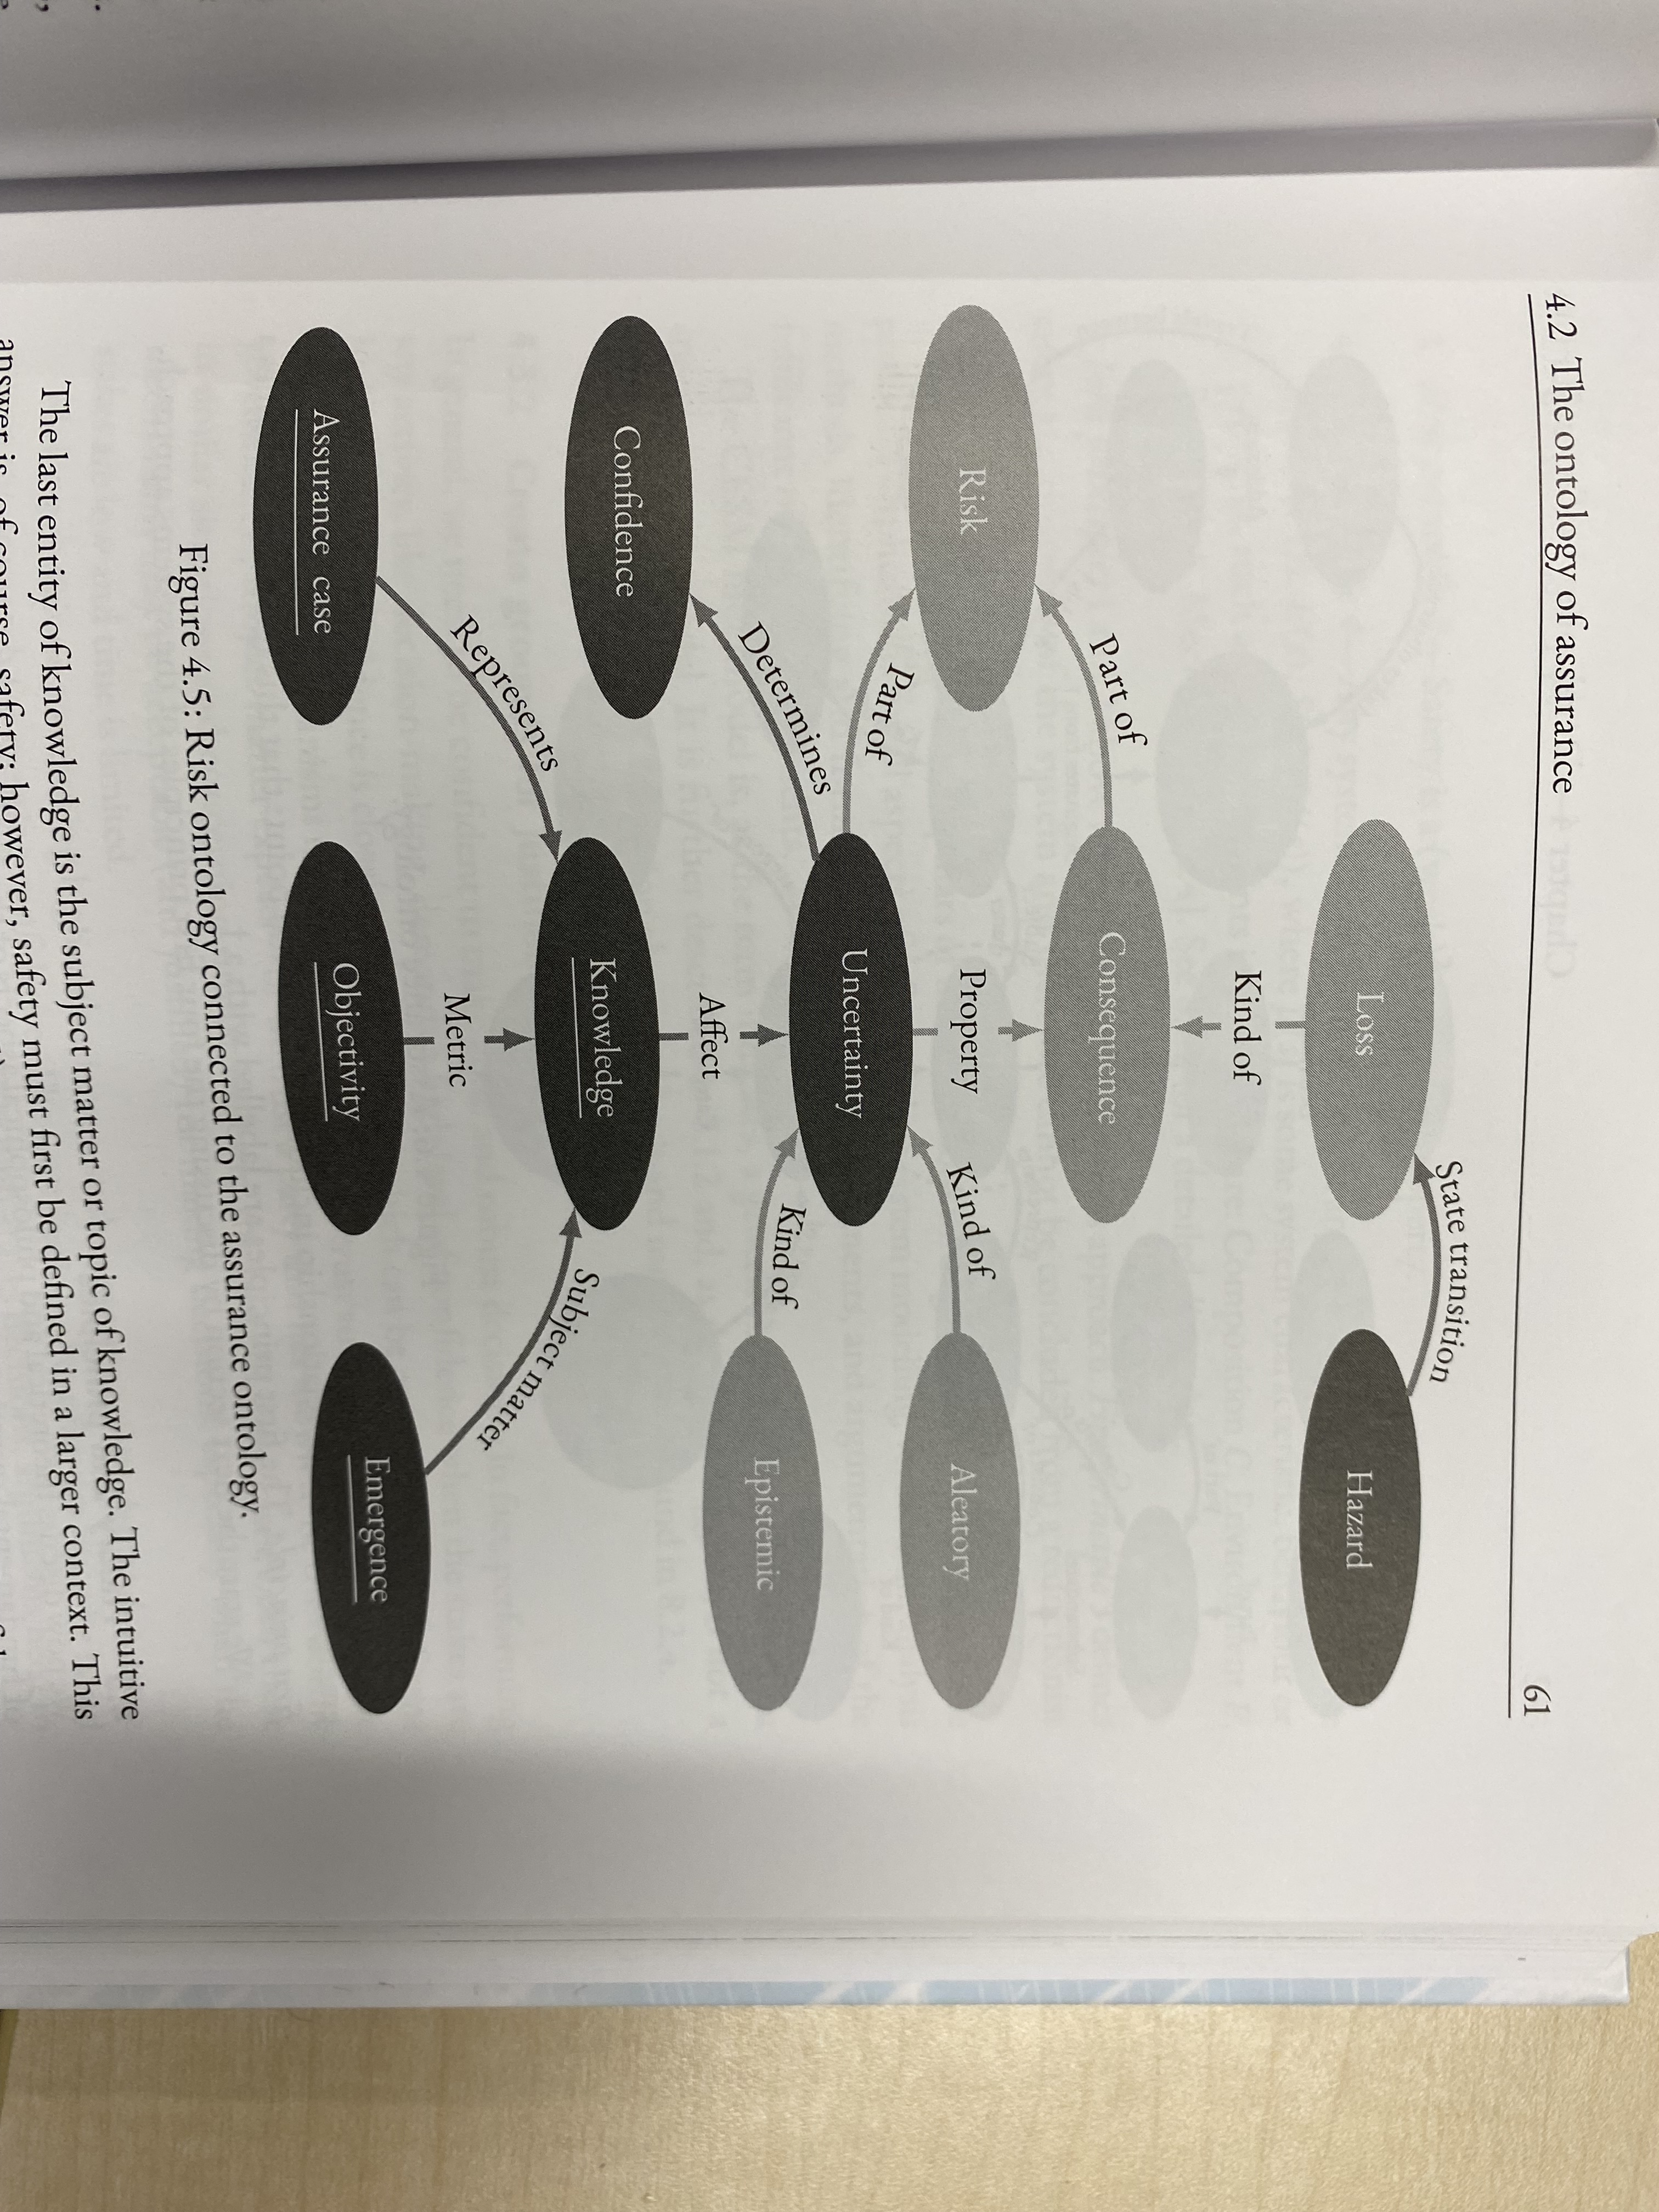 4.2 The ontology of assurance 61
Loss
Hazard
State transition
Kind of
Consequence
Part of
Risk
Property
Kind of
Aleatory
Part of
Uncertainty
Determines
Kind of
Epistemic
Confidence
Affect
Knowledge
Represents
Subject matter
Metric
Assurance case
Objectivity
Emergence
Figure 4.5: Risk ontology connected to the assurance ontology.
The last entity of knowledge is the subject matter or topic of knowledge. The intuitive
answer is, of course, safety; however, safety must first be defined in a larger context. This